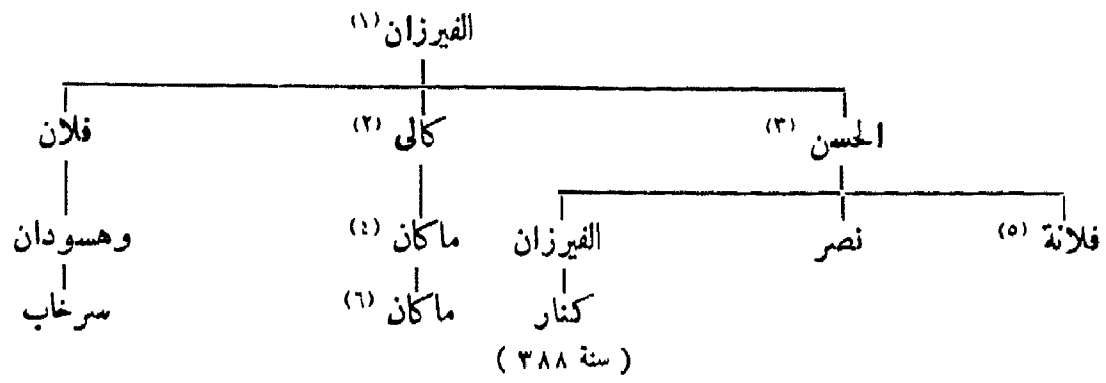 الفيرزان (١)
الحسن (٣) كالى (٢) فلان
فلانة (٥) نصر الفيرزان ماكان (٤) وهسودان
كنار ماكان (٦) سرخاب
( سنة ٣٨٨ )